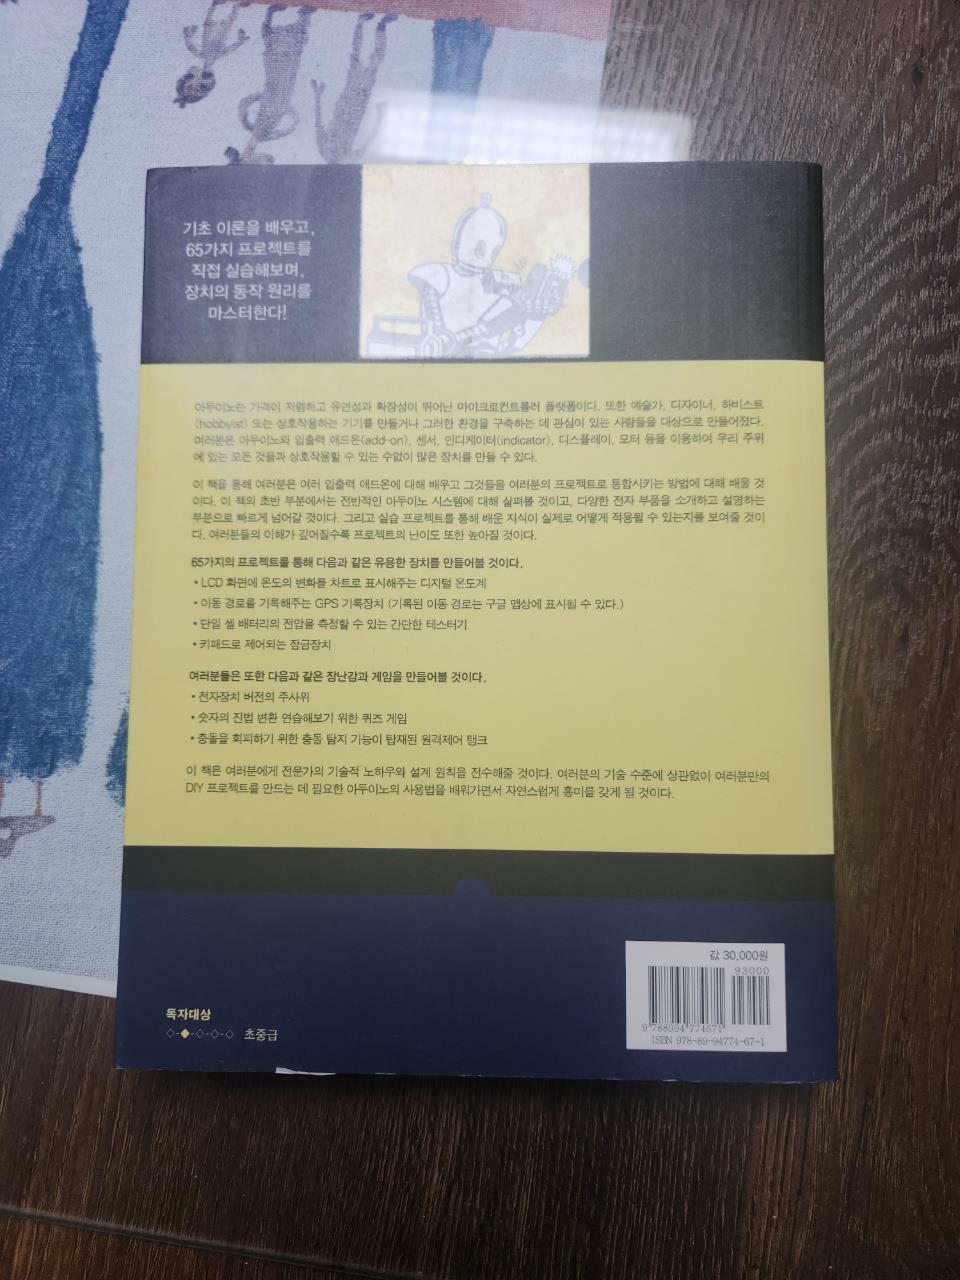 기초 이론을 배우고,
65가지 프로젝트를
직접 실습해보며,
장치의 동작 원리를
마스터한다!
아두이노는 가격이 저렴하고 유연성과 확장성이 뛰어난 마이크로컨트롤러 플랫폼이다. 또한 예술가, 디자이너, 하비스트
(hobbyist) 또는 상호작용하는 기기를 만들거나 그러한 환경을 구축하는 데 관심이 있는 사람들을 대상으로 만들어졌다.
여러분은 아두이노와 입출력 애드온(add-on), 센서, 인디케이터(indicator), 디스플레이, 모터 등을 이용하여 우리 주위
에 있는 모든 것들과 상호작용할 수 있는 수없이 많은 장치를 만들 수 있다.
이 책을 통해 여러분은 여러 입출력 애드온에 대해 배우고 그것들을 여러분의 프로젝트로 통합시키는 방법에 대해 배울 것
이다. 이 책의 초반 부분에서는 전반적인 아두이노 시스템에 대해 살펴볼 것이고, 다양한 전자 부품을 소개하고 설명하는
부분으로 빠르게 넘어갈 것이다. 그리고 실습 프로젝트를 통해 배운 지식이 실제로 어떻게 적용될 수 있는지를 보여줄 것이
다. 여러분들의 이해가 깊어질수록 프로젝트의 난이도 또한 높아질 것이다.
65가지의 프로젝트를 통해 다음과 같은 유용한 장치를 만들어볼 것이다.
• LCD 화면에 온도의 변화를 차트로 표시해주는 디지털 온도계
• 이동 경로를 기록해주는 GPS 기록장치 (기록된 이동 경로는 구글 맵상에 표시될 수 있다.)
• 단일 셀 배터리의 전압을 측정할 수 있는 간단한 테스터기
• 키패드로 제어되는 잠금장치
여러분들은 또한 다음과 같은 장난감과 게임을 만들어볼 것이다.
• 전자장치 버전의 주사위
• 숫자의 진법 변환 연습해보기 위한 퀴즈 게임
• 충돌을 회피하기 위한 충돌 탐지 기능이 탑재된 원격제어 탱크
이 책은 여러분에게 전문가의 기술적 노하우와 설계 원칙을 전수해줄 것이다. 여러분의 기술 수준에 상관없이 여러분만의
DIY 프로젝트를 만드는 데 필요한 아두이노의 사용법을 배워가면서 자연스럽게 흥미를 갖게 될 것이다.
값 30,000원
93000
9 788994 774671
ISBN 978-89-94774-67-1
독자대상
◇-◆-◇-◇-◇ 초중급